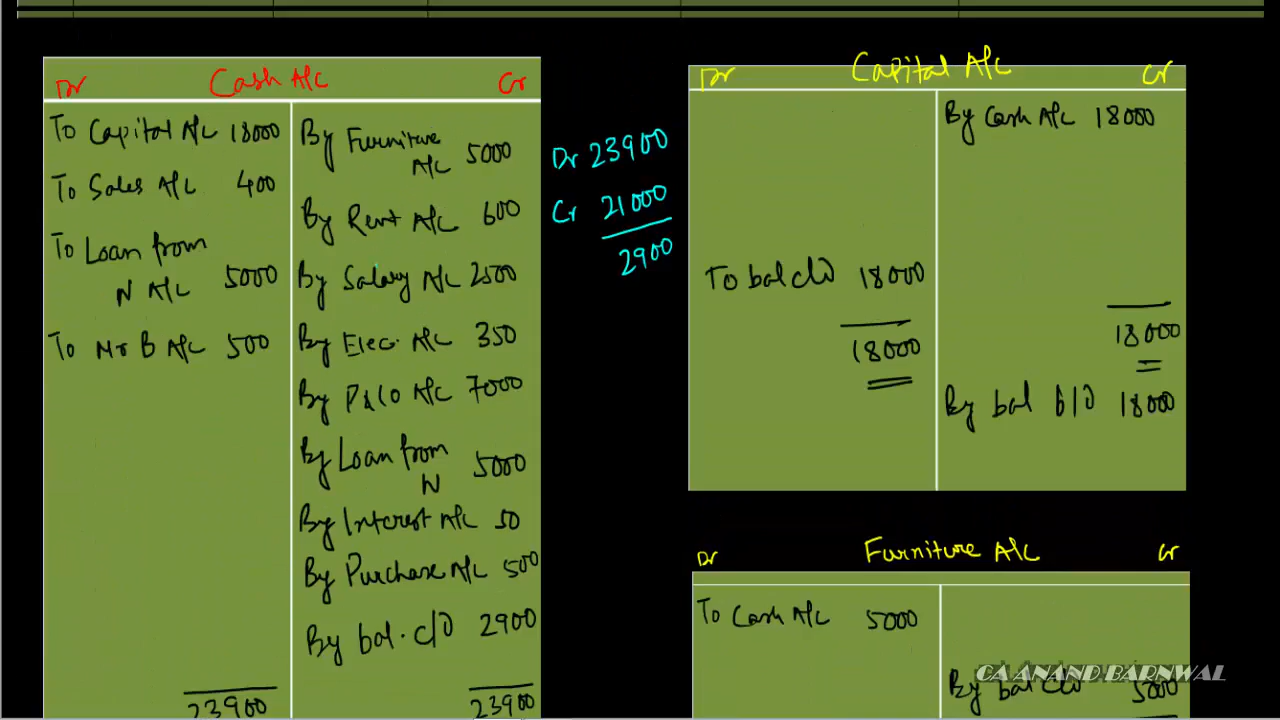 Dr Cash A/c Cr
To Capital A/c 18000
To Sales A/c 400
To Loan from
N A/c 5000
To Mr B A/c 500
23900
By Furniture
A/c 5000
By Rent A/c 600
By Salary A/c 2500
By Elec. A/c 350
By P&CO A/c 7000
By Loan from
N 5000
By Interest A/c 50
By Purchase A/c 500
By bal. c/d 2900
23900
Dr 23900
Cr 21000
2900
Dr Capital A/c Cr
To bal c/d 18000
18000
By Cash A/c 18000
18000
By bal b/d 18000
Dr Furniture A/c Cr
To Cash A/c 5000
By bal c/d 5000
CA ANAND BARNWAL